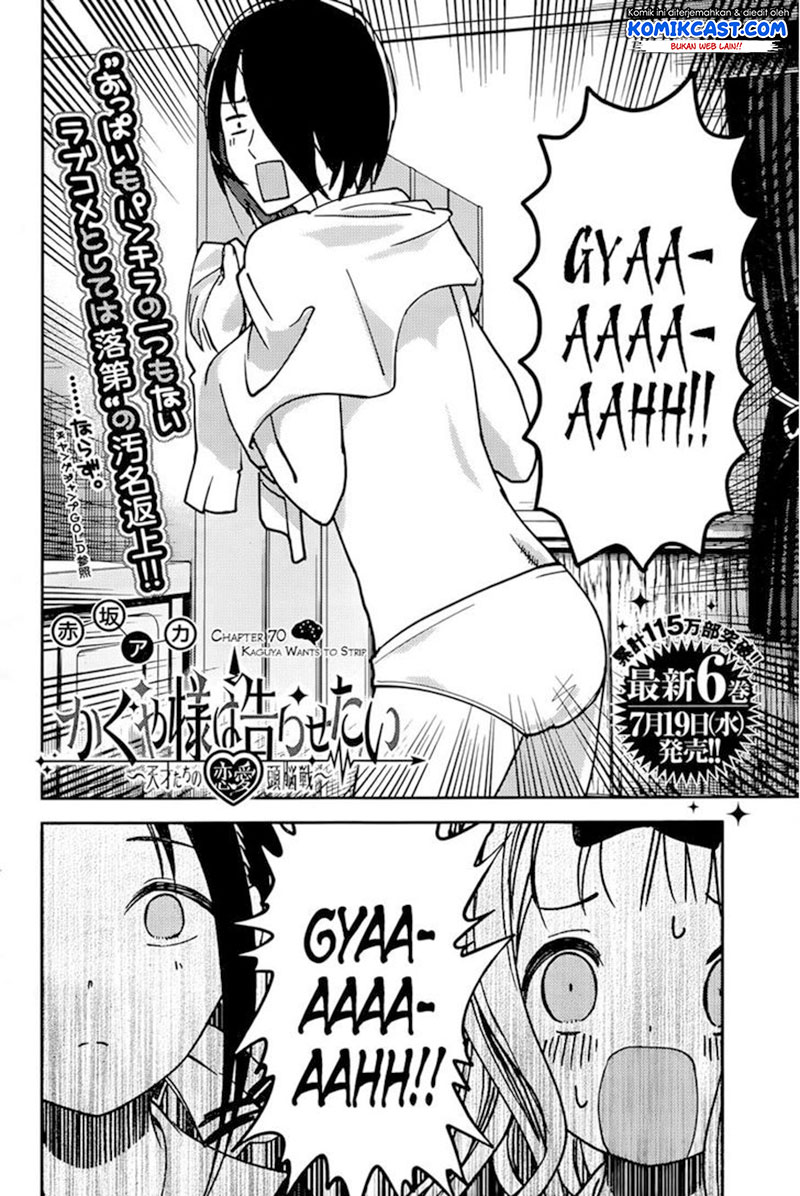 Komik ini diterjemahkan & diedit oleh
KOMIKCAST.COM
BUKAN WEB LAIN!!
GYAA-
AAAA-
AAHH!!
"おっぱいもパンチラの一つもない
ラブコメとしては落第"の汚名返上!!!
……ならず。
赤坂アカ
CHAPTER 70
KAGUYA WANTS TO STRIP
かぐや様は告らせたい
～天才たちの恋愛頭脳戦～
累計115万部突破!!
最新6巻
7月19日(水)
発売!!
GYAA-
AAAA-
AAHH!!